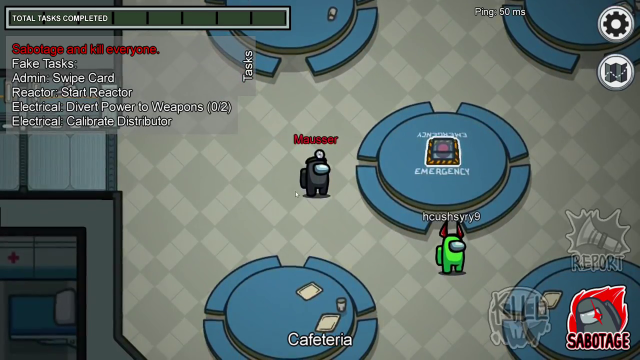 TOTAL TASKS COMPLETED
Ping: 50 ms
Sabotage and kill everyone.
Fake Tasks:
Admin: Swipe Card
Reactor: Start Reactor
Electrical: Divert Power to Weapons (0/2)
Electrical: Calibrate Distributor
Tasks
EMERGENCY
Mausser
EMERGENCY
hcushsyry9
REPORT
KILL
SABOTAGE
Cafeteria